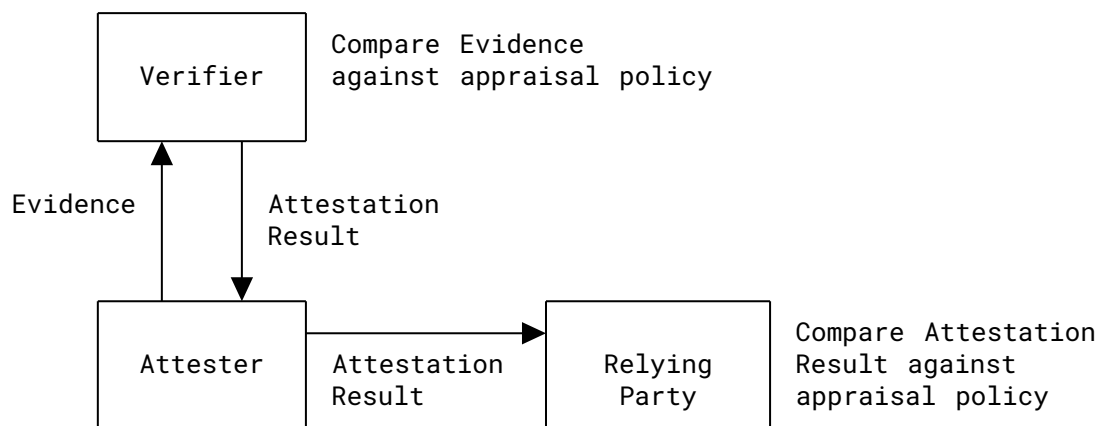 Verifier
Compare Evidence
against appraisal policy
Evidence
Attestation
Result
Attester
Attestation
Result
Relying
Party
Compare Attestation
Result against
appraisal policy